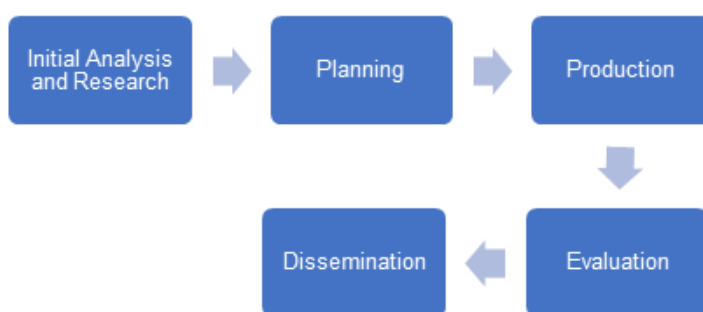 Initial Analysis
and Research
Planning
Production
Evaluation
Dissemination